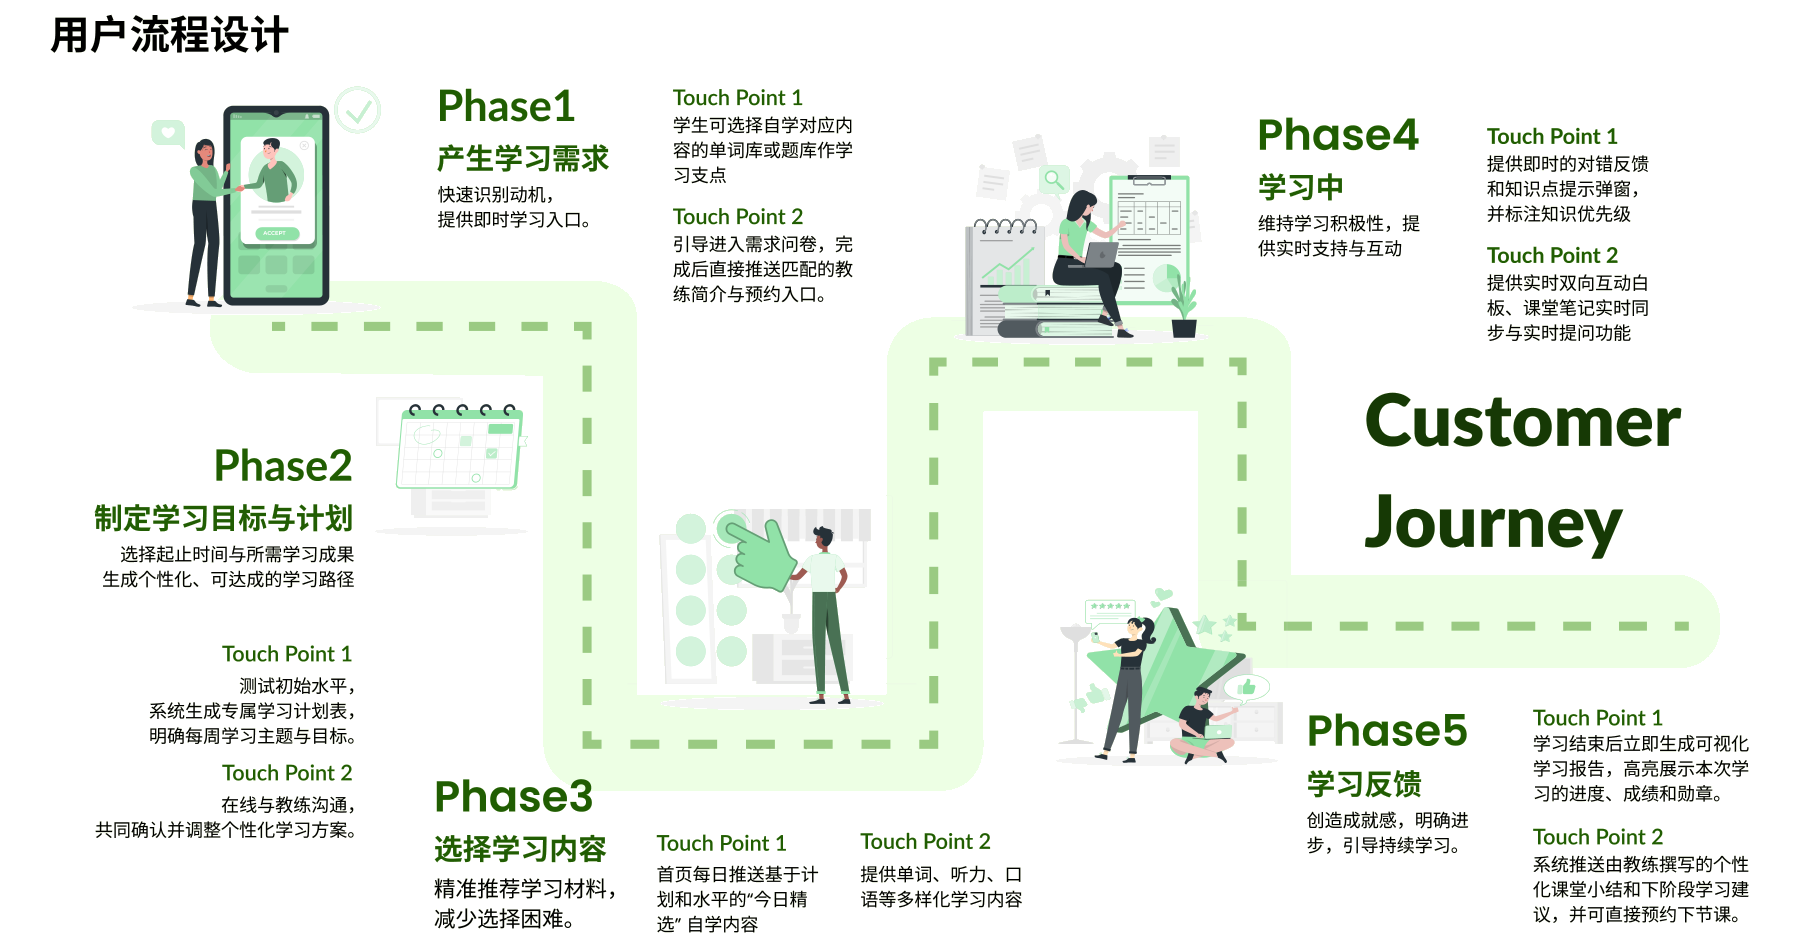 用户流程设计
Phase1
产生学习需求
快速识别动机，
提供即时学习入口。
Touch Point 1
学生可选择自学对应内
容的单词库或题库作学
习支点
Touch Point 2
引导进入需求问卷，完
成后直接推送匹配的教
练简介与预约入口。
ACCEPT
Phase2
制定学习目标与计划
选择起止时间与所需学习成果
生成个性化、可达成的学习路径
Touch Point 1
测试初始水平，
系统生成专属学习计划表，
明确每周学习主题与目标。
Touch Point 2
在线与教练沟通，
共同确认并调整个性化学习方案。
Phase3
选择学习内容
精准推荐学习材料，
减少选择困难。
Touch Point 1
首页每日推送基于计
划和水平的“今日精
选” 自学内容
Touch Point 2
提供单词、听力、口
语等多样化学习内容
Phase4
学习中
维持学习积极性，提
供实时支持与互动
Touch Point 1
提供即时的对错反馈
和知识点提示弹窗，
并标注知识优先级
Touch Point 2
提供实时双向互动白
板、课堂笔记实时同
步与实时提问功能
Customer
Journey
Phase5
学习反馈
创造成就感，明确进
步，引导持续学习。
Touch Point 1
学习结束后立即生成可视化
学习报告，高亮展示本次学
习的进度、成绩和勋章。
Touch Point 2
系统推送由教练撰写的个性
化课堂小结和下阶段学习建
议，并可直接预约下节课。